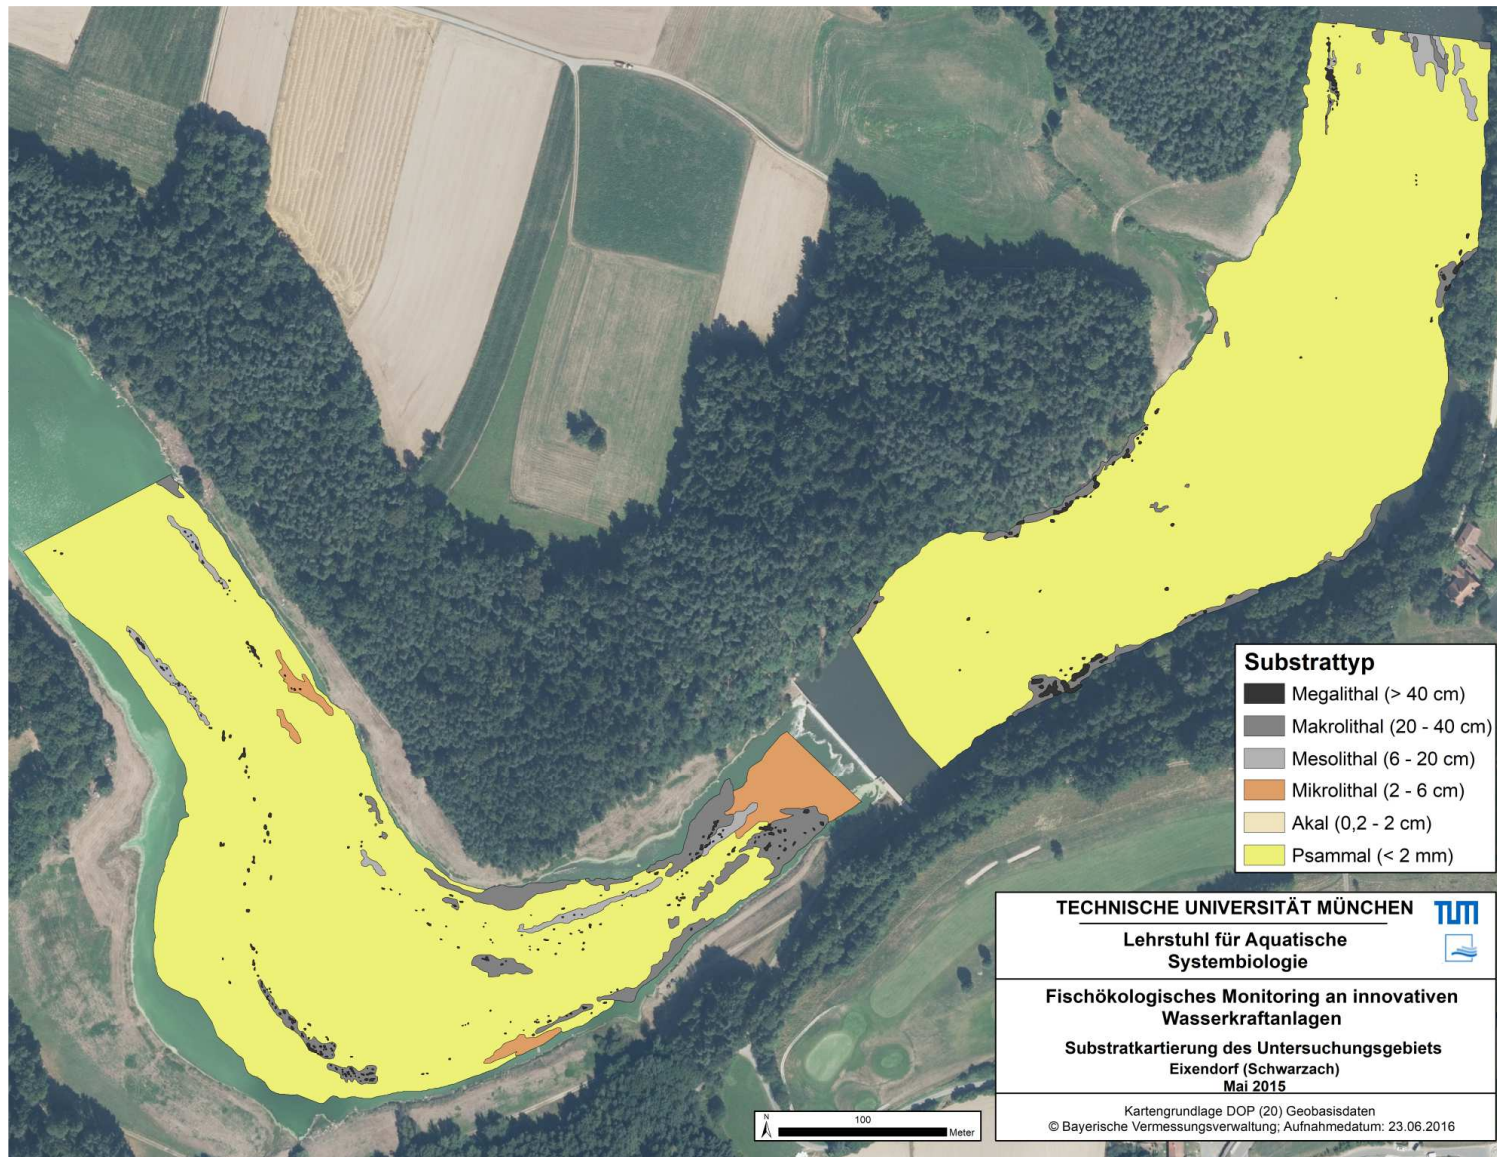 Substrattyp
Megalithal (> 40 cm)
Makrolithal (20 - 40 cm)
Mesolithal (6 - 20 cm)
Mikrolithal (2 - 6 cm)
Akal (0,2 - 2 cm)
Psammal (< 2 mm)
TECHNISCHE UNIVERSITÄT MÜNCHEN
TUM
Lehrstuhl für Aquatische
Systembiologie
Fischökologisches Monitoring an innovativen
Wasserkraftanlagen
Substratkartierung des Untersuchungsgebiets
Eixendorf (Schwarzach)
Mai 2015
Kartengrundlage DOP (20) Geobasisdaten
© Bayerische Vermessungsverwaltung; Aufnahmedatum: 23.06.2016
N
100
Meter